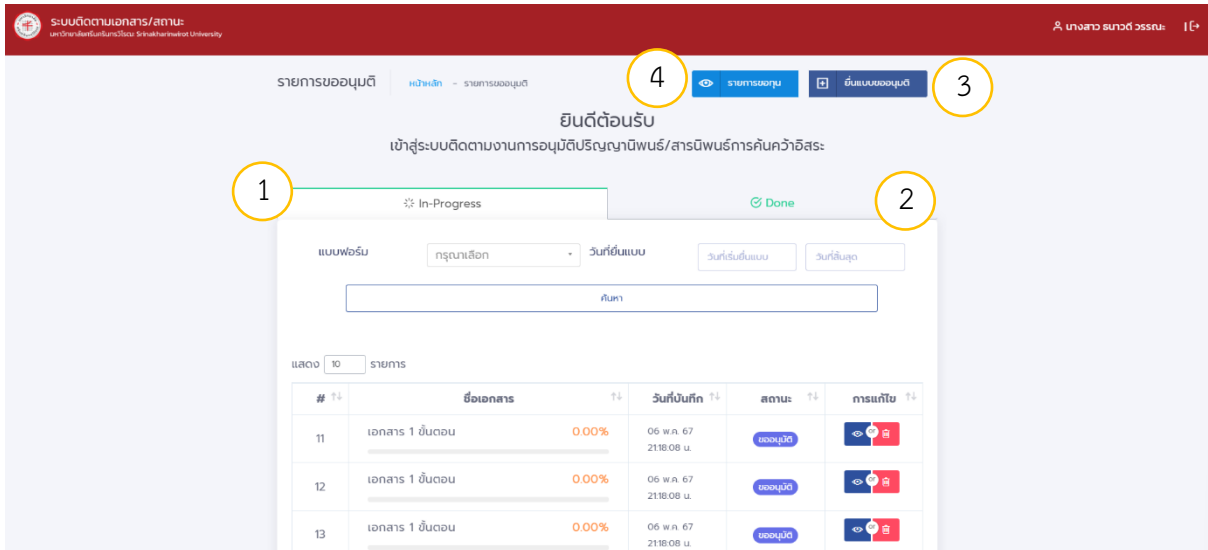 ระบบติดตามเอกสาร/สถานะ
มหาวิทยาลัยศรีนครินทรวิโรฒ Srinakharinwirot University
นางสาว ธนาวดี วรรณะ
รายการขออนุมติ หน้าหลัก - รายการขออนุมติ 4 รายการขอทุน ยื่นแบบขออนุมติ 3
ยินดีต้อนรับ
เข้าสู่ระบบติดตามงานการอนุมัติปริญญานิพนธ์/สารนิพนธ์การค้นคว้าอิสระ
1 In-Progress Done 2
แบบฟอร์ม กรุณาเลือก วันที่ยื่นแบบ วันที่เริ่มยื่นแบบ วันที่สิ้นสุด
ค้นหา
แสดง 10 รายการ
# ชื่อเอกสาร วันที่บันทึก สถานะ การแก้ไข
11 เอกสาร 1 ขั้นตอน 0.00% 06 พ.ค. 67 ขออนุมัติ or
21:18:08 น.
12 เอกสาร 1 ขั้นตอน 0.00% 06 พ.ค. 67 ขออนุมัติ or
21:18:08 น.
13 เอกสาร 1 ขั้นตอน 0.00% 06 พ.ค. 67 ขออนุมัติ or
21:18:08 น.